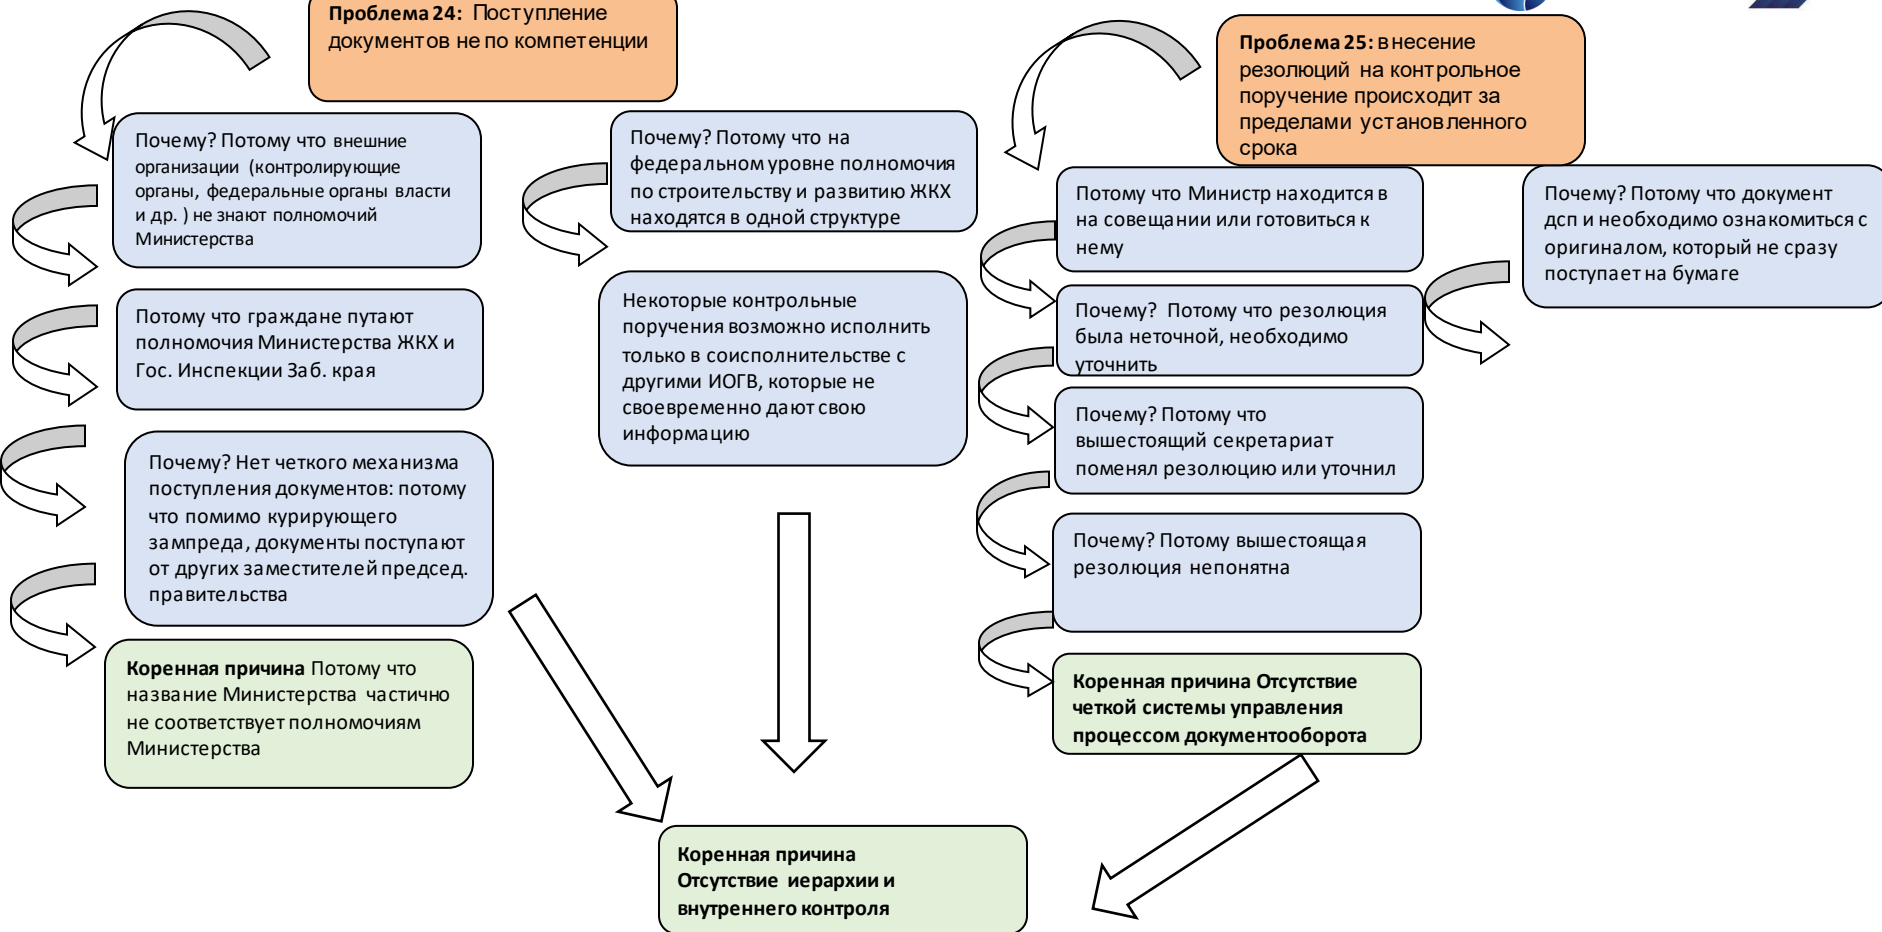 Проблема 24: Поступление
документов не по компетенции
Почему? Потому что внешние
организации (контролирующие
органы, федеральные органы власти
и др. ) не знают полномочий
Министерства
Потому что граждане путают
полномочия Министерства ЖКХ и
Гос. Инспекции Заб. края
Почему? Нет четкого механизма
поступления документов: потому
что помимо курирующего
зампреда, документы поступают
от других заместителей председ.
правительства
Коренная причина Потому что
название Министерства частично
не соответствует полномочиям
Министерства
Почему? Потому что на
федеральном уровне полномочия
по строительству и развитию ЖКХ
находятся в одной структуре
Некоторые контрольные
поручения возможно исполнить
только в соисполнительстве с
другими ИОГВ, которые не
своевременно дают свою
информацию
Проблема 25: внесение
резолюций на контрольное
поручение происходит за
пределами установленного
срока
Потому что Министр находится в
на совещании или готовиться к
нему
Почему? Потому что резолюция
была неточной, необходимо
уточнить
Почему? Потому что
вышестоящий секретариат
поменял резолюцию или уточнил
Почему? Потому вышестоящая
резолюция непонятна
Коренная причина Отсутствие
четкой системы управления
процессом документооборота
Почему? Потому что документ
дсп и необходимо ознакомиться с
оригиналом, который не сразу
поступает на бумаге
Коренная причина
Отсутствие иерархии и
внутреннего контроля